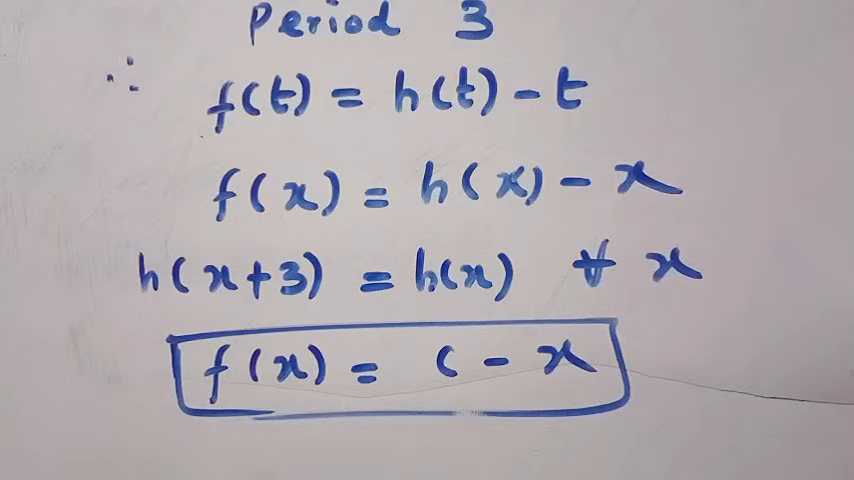 Period 3
∴ f(t) = h(t) - t
f(x) = h(x) - x
h(x+3) = h(x) ∀ x
f(x) = c - x